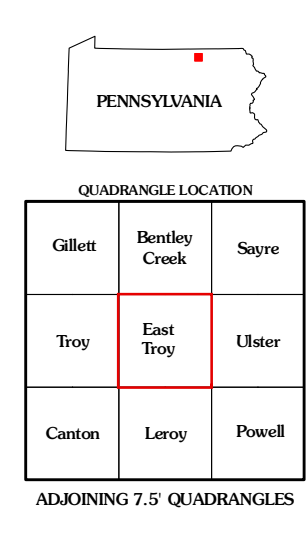 PENNSYLVANIA
QUADRANGLE LOCATION
Gillett
Bentley
Creek
Sayre
Troy
East
Troy
Ulster
Canton
Leroy
Powell
ADJOINING 7.5' QUADRANGLES